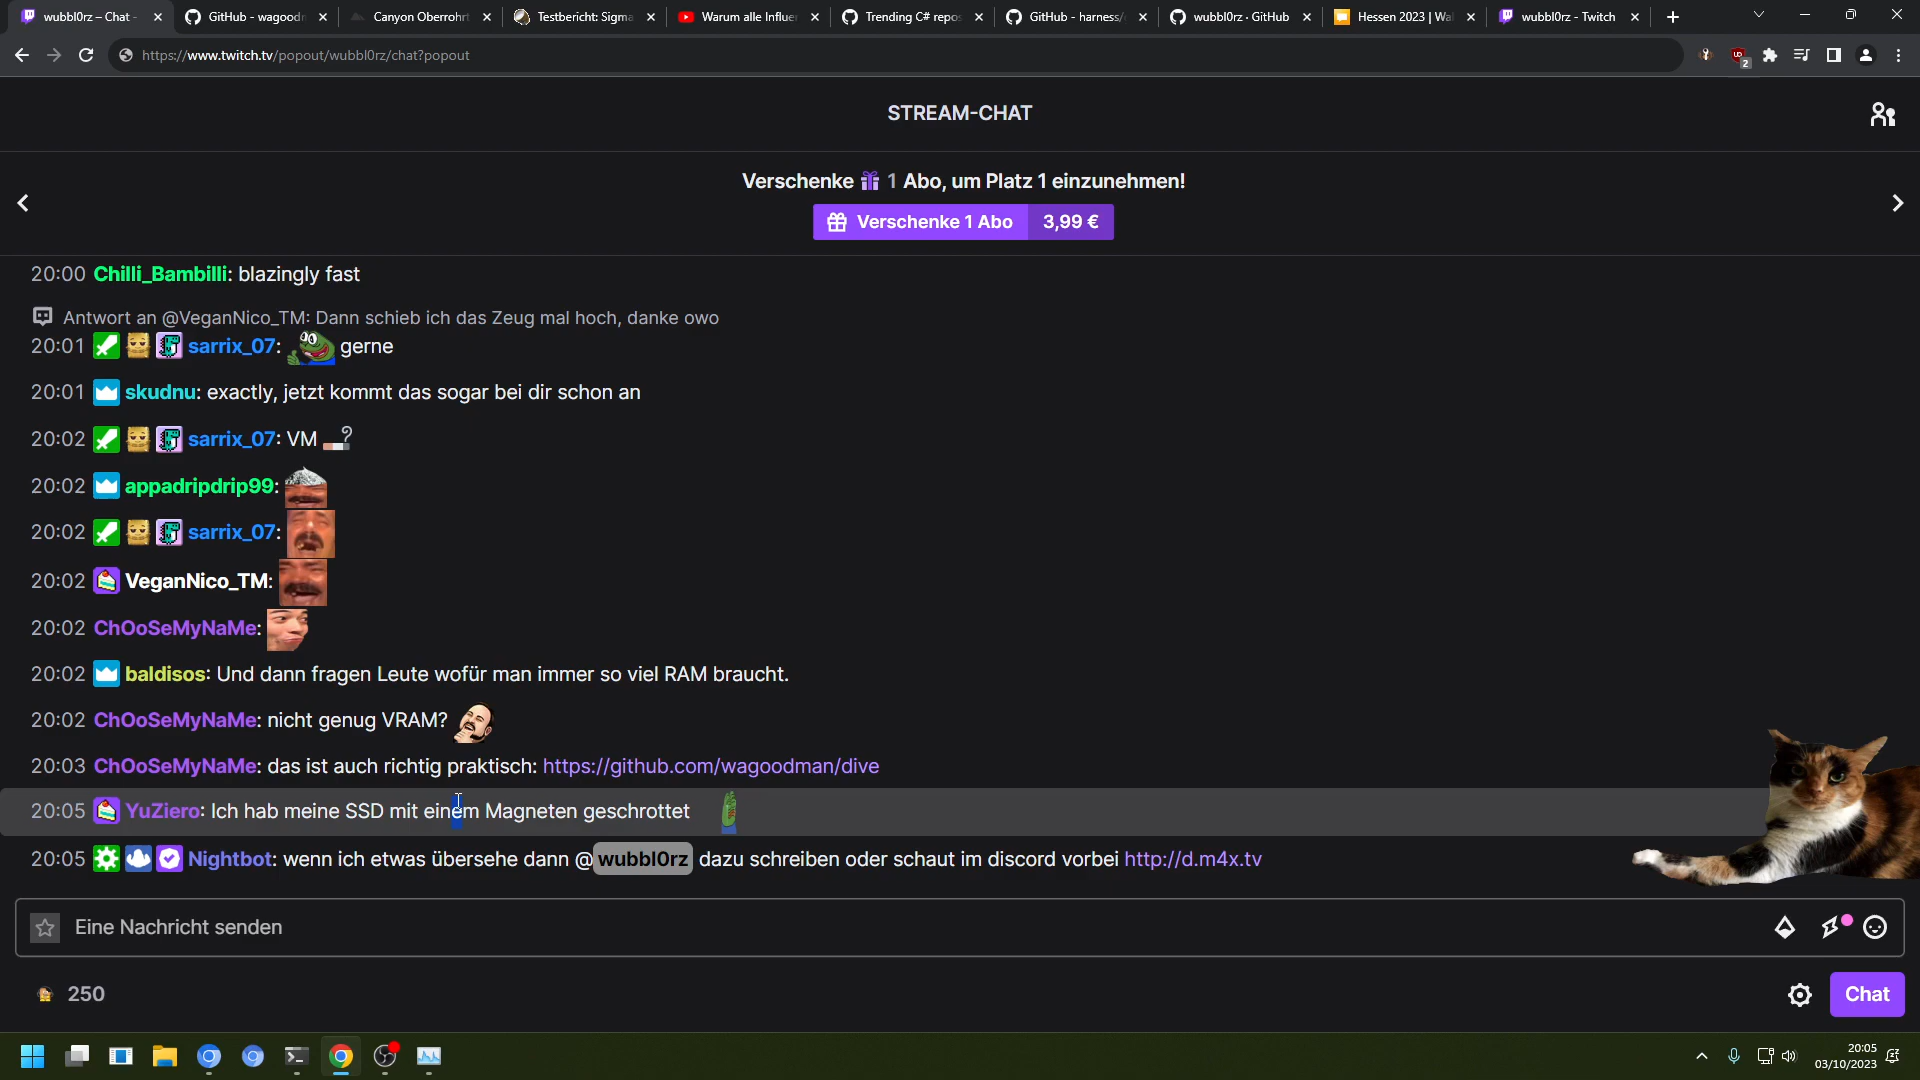 wubbl0rz – Chat -
GitHub - wagoodn
Canyon Oberrohrt
Testbericht: Sigma
Warum alle Influe
Trending C# repos
GitHub - harness/
wubbl0rz · GitHub
Hessen 2023 | Wa
wubbl0rz - Twitch
https://www.twitch.tv/popout/wubbl0rz/chat?popout
2
STREAM-CHAT
Verschenke 1 Abo, um Platz 1 einzunehmen!
Verschenke 1 Abo 3,99 €
20:00 Chilli_Bambilli: blazingly fast
Antwort an @VeganNico_TM: Dann schieb ich das Zeug mal hoch, danke owo
20:01 sarrix_07: gerne
20:01 skudnu: exactly, jetzt kommt das sogar bei dir schon an
20:02 sarrix_07: VM
20:02 appadripdrip99:
20:02 sarrix_07:
20:02 VeganNico_TM:
20:02 ChOoSeMyNaMe:
20:02 baldisos: Und dann fragen Leute wofür man immer so viel RAM braucht.
20:02 ChOoSeMyNaMe: nicht genug VRAM?
20:03 ChOoSeMyNaMe: das ist auch richtig praktisch: https://github.com/wagoodman/dive
20:05 YuZiero: Ich hab meine SSD mit einem Magneten geschrottet
20:05 Nightbot: wenn ich etwas übersehe dann @wubbl0rz dazu schreiben oder schaut im discord vorbei http://d.m4x.tv
Eine Nachricht senden
250
Chat
20:05
03/10/2023